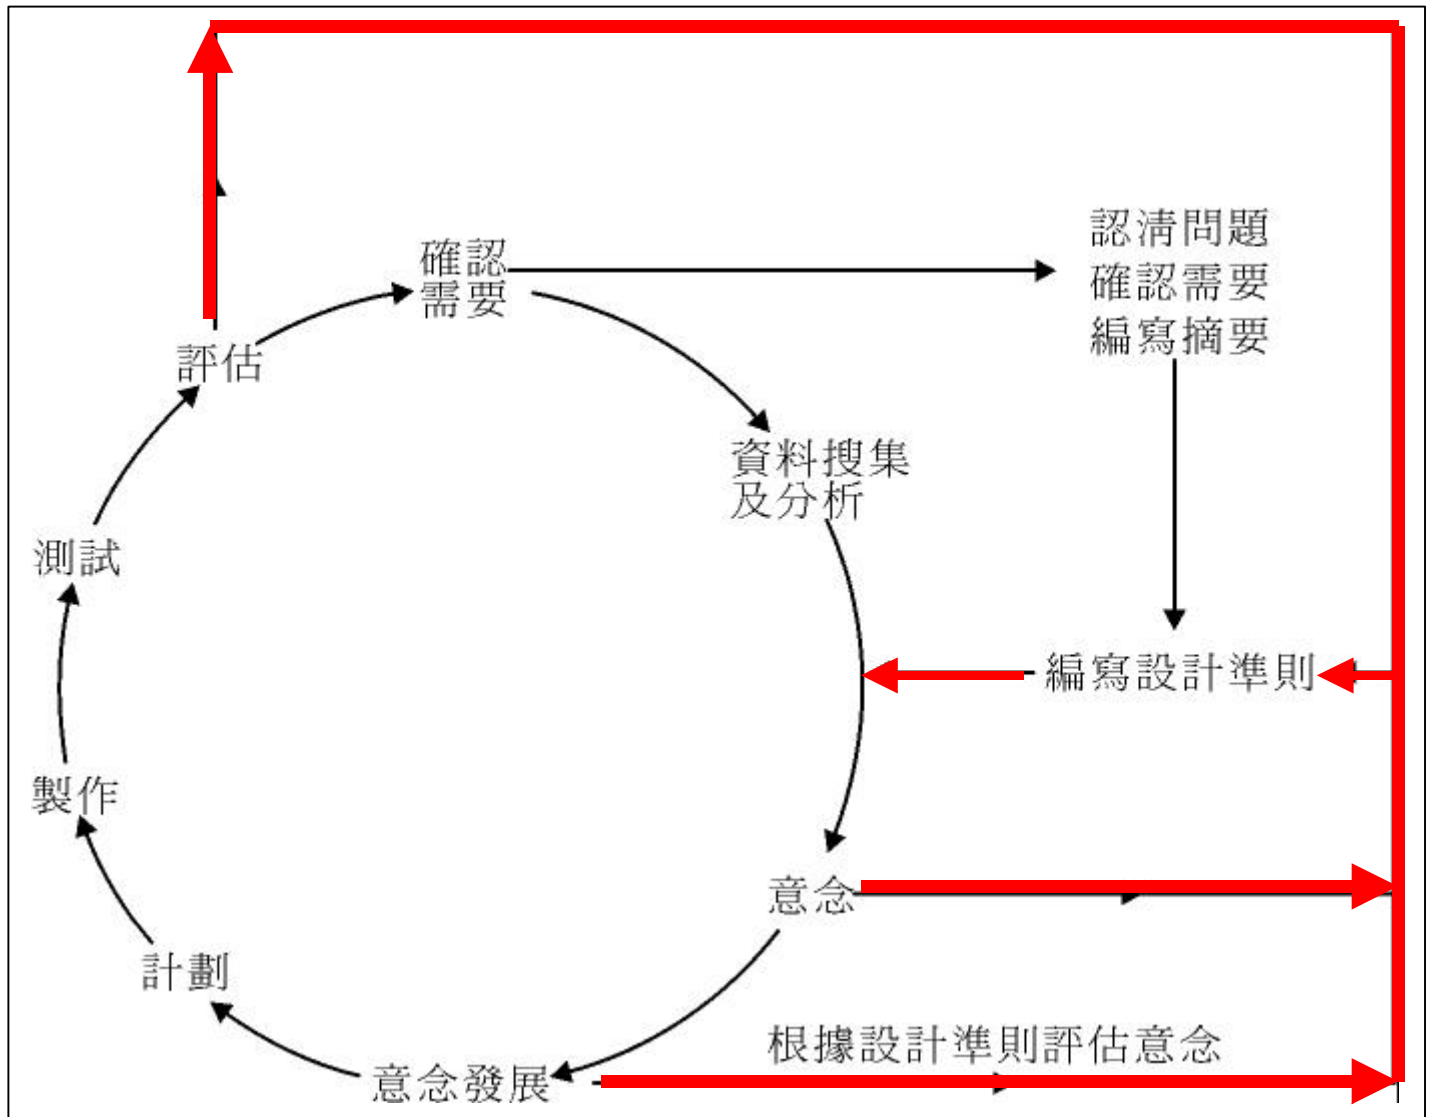 確認
需要
認清問題
確認需要
編寫摘要
評估
資料搜集
及分析
測試
編寫設計準則
製作
意念
計劃
根據設計準則評估意念
意念發展